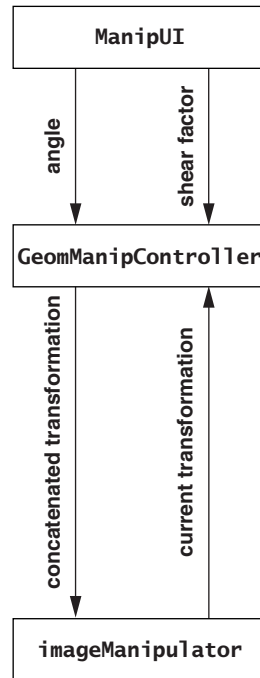 ManipUI
angle
shear factor
GeomManipController
concatenated transformation
current transformation
imageManipulator